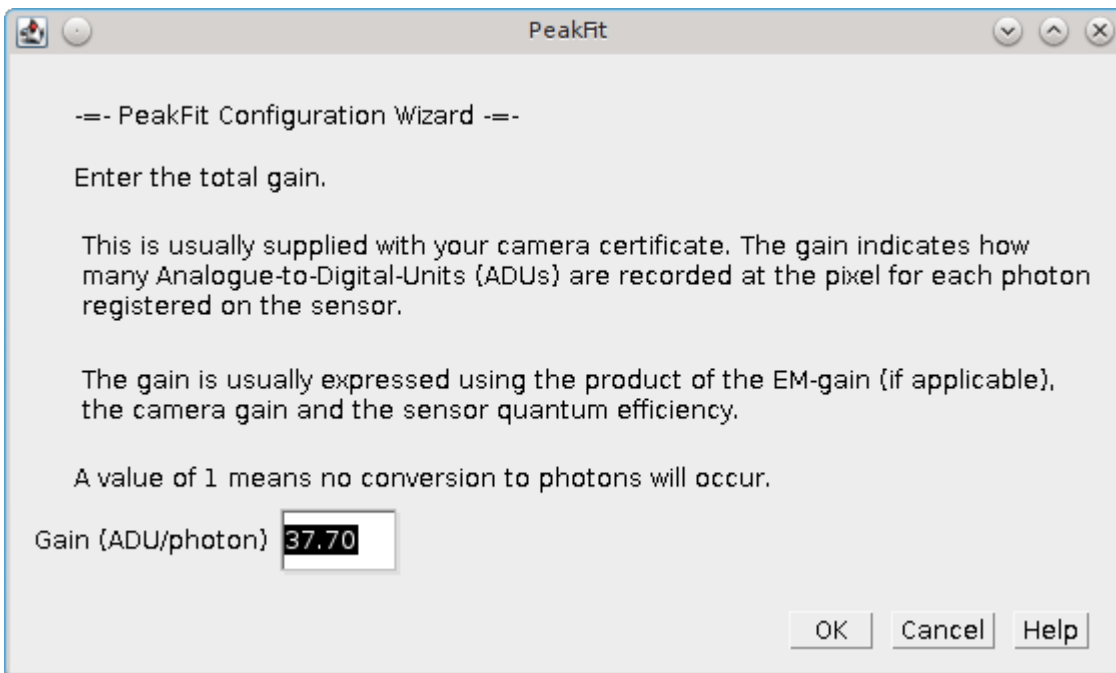 PeakFit
-=- PeakFit Configuration Wizard -=-
Enter the total gain.
This is usually supplied with your camera certificate. The gain indicates how
many Analogue-to-Digital-Units (ADUs) are recorded at the pixel for each photon
registered on the sensor.
The gain is usually expressed using the product of the EM-gain (if applicable),
the camera gain and the sensor quantum efficiency.
A value of 1 means no conversion to photons will occur.
Gain (ADU/photon) 37.70
OK Cancel Help